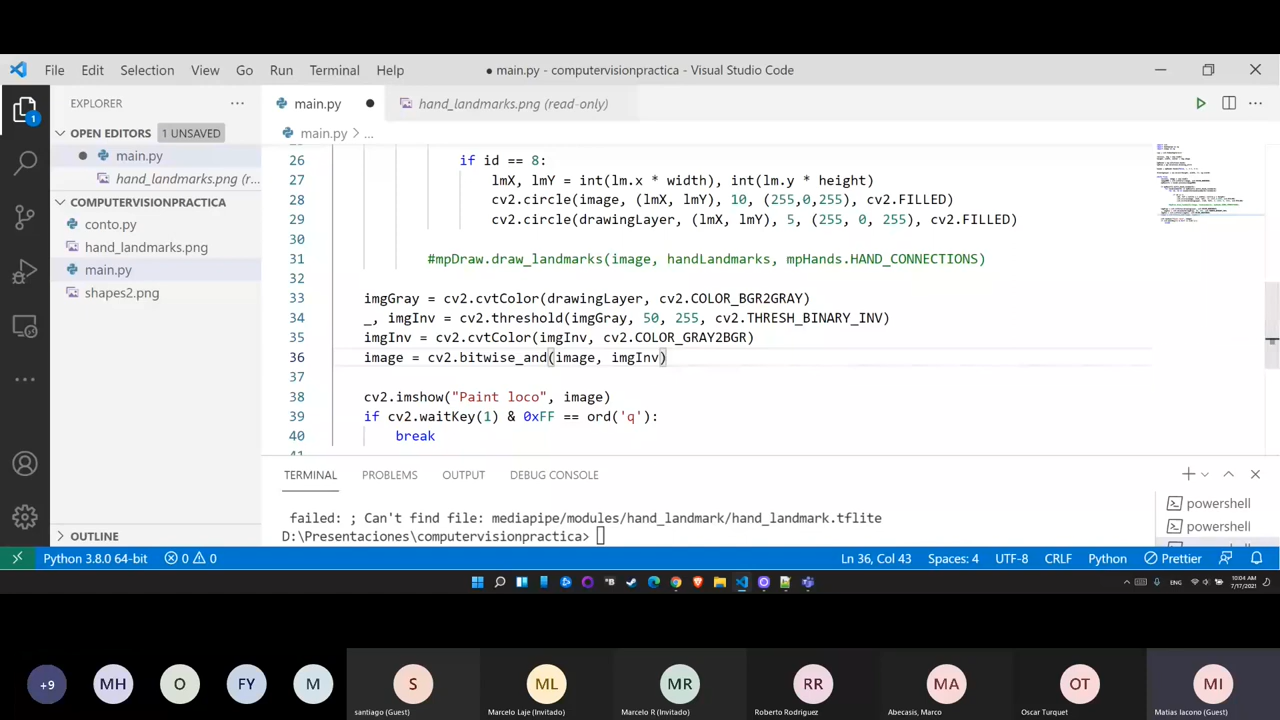 File Edit Selection View Go Run Terminal Help
● main.py - computervisionpractica - Visual Studio Code
EXPLORER
main.py
hand_landmarks.png (read-only)
OPEN EDITORS
1 UNSAVED
main.py
hand_landmarks.png (r...
COMPUTERVISIONPRACTICA
conto.py
hand_landmarks.png
main.py
shapes2.png
OUTLINE
1
main.py > ...
26 if id == 8:
27 lmX, lmY = int(lm.x * width), int(lm.y * height)
28 cv2.circle(image, (lmX, lmY), 10, (255,0,255), cv2.FILLED)
29 cv2.circle(drawingLayer, (lmX, lmY), 5, (255, 0, 255), cv2.FILLED)
30
31 #mpDraw.draw_landmarks(image, handLandmarks, mpHands.HAND_CONNECTIONS)
32
33 imgGray = cv2.cvtColor(drawingLayer, cv2.COLOR_BGR2GRAY)
34 _, imgInv = cv2.threshold(imgGray, 50, 255, cv2.THRESH_BINARY_INV)
35 imgInv = cv2.cvtColor(imgInv, cv2.COLOR_GRAY2BGR)
36 image = cv2.bitwise_and(image, imgInv)
37
38 cv2.imshow("Paint loco", image)
39 if cv2.waitKey(1) & 0xFF == ord('q'):
40 break
TERMINAL PROBLEMS OUTPUT DEBUG CONSOLE
failed: ; Can't find file: mediapipe/modules/hand_landmark/hand_landmark.tflite
D:\Presentaciones\computervisionpractica>
powershell
powershell
Python 3.8.0 64-bit 0 0 Ln 36, Col 43 Spaces: 4 UTF-8 CRLF Python Prettier
ENG 10:04 AM
7/17/2021
+9 MH O FY M S ML MR RR MA OT MI
santiago (Guest) Marcelo Laje (Invitado) Marcelo R (Invitado) Roberto Rodriguez Abecasis, Marco Oscar Turquet Matias Iacono (Guest)